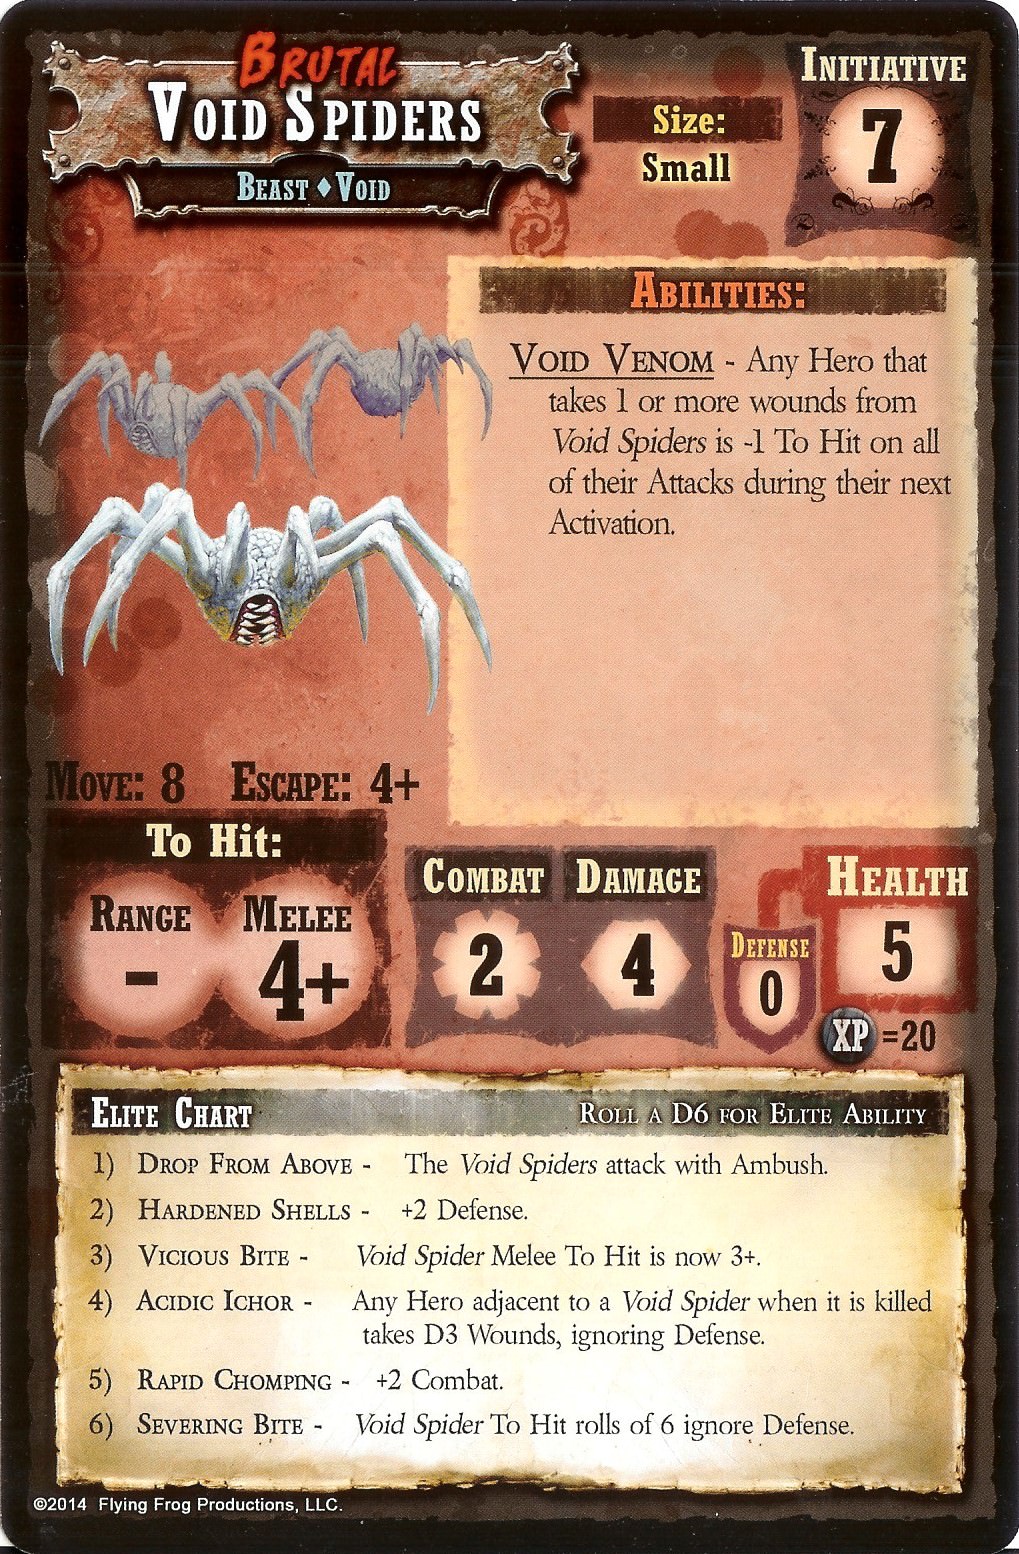 BRUTAL
VOID SPIDERS
BEAST ♦ VOID
Size:
Small
INITIATIVE
7
ABILITIES:
VOID VENOM - Any Hero that
takes 1 or more wounds from
Void Spiders is -1 To Hit on all
of their Attacks during their next
Activation.
MOVE: 8 ESCAPE: 4+
To Hit:
RANGE MELEE
- 4+
COMBAT DAMAGE
2 4
DEFENSE
0
HEALTH
5
XP =20
ELITE CHART ROLL A D6 FOR ELITE ABILITY
1) DROP FROM ABOVE - The Void Spiders attack with Ambush.
2) HARDENED SHELLS - +2 Defense.
3) VICIOUS BITE - Void Spider Melee To Hit is now 3+.
4) ACIDIC ICHOR - Any Hero adjacent to a Void Spider when it is killed
takes D3 Wounds, ignoring Defense.
5) RAPID CHOMPING - +2 Combat.
6) SEVERING BITE - Void Spider To Hit rolls of 6 ignore Defense.
©2014 Flying Frog Productions, LLC.